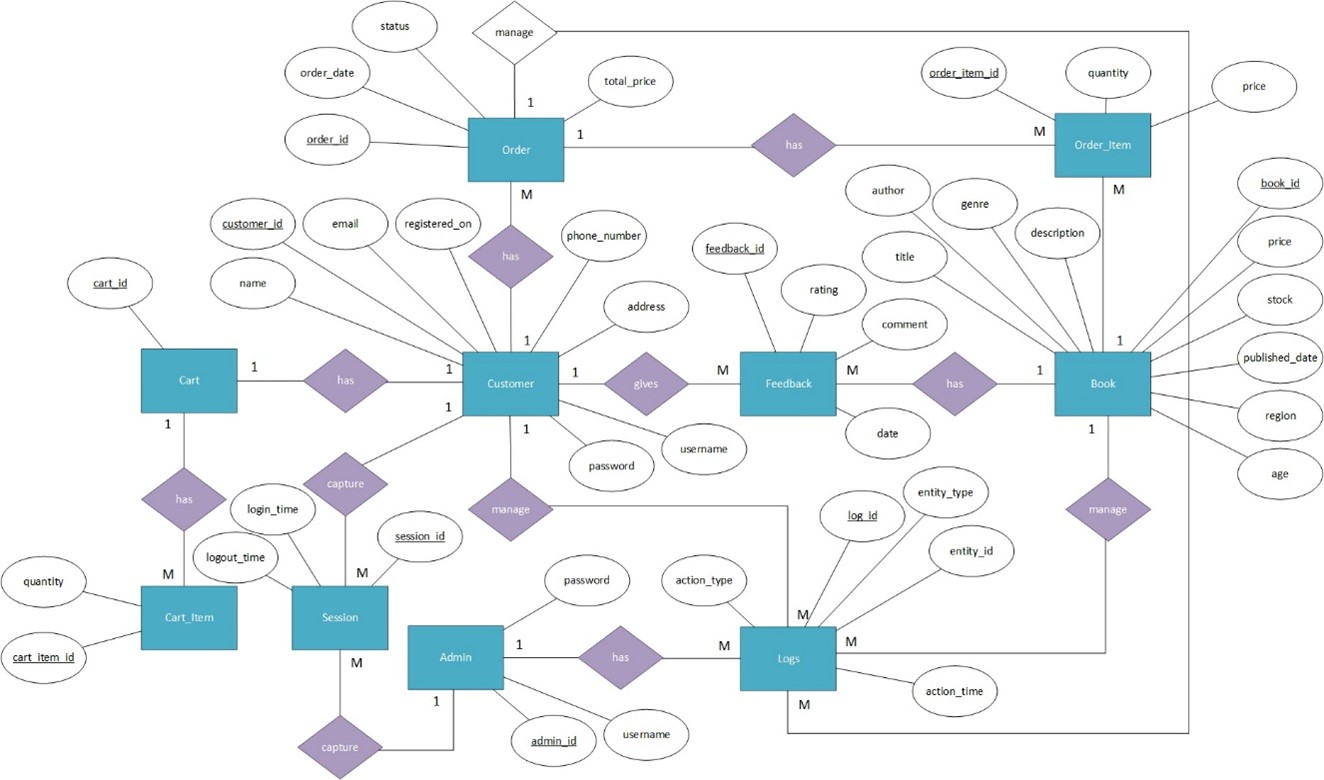 status
manage
order_date
total_price
order_item_id
quantity
price
1
order_id
Order
1
has
M
Order_Item
M
M
author
genre
book_id
customer_id
email
registered_on
phone_number
feedback_id
description
price
has
title
name
cart_id
rating
stock
address
comment
1
1
published_date
Cart
1
has
1
Customer
1
gives
M
Feedback
M
has
1
Book
1
1
region
1
1
date
username
password
age
has
capture
manage
manage
login_time
entity_type
log_id
session_id
logout_time
entity_id
M
M
quantity
password
action_type
Cart_Item
Session
M
1
M
M
cart_item_id
M
Admin
has
Logs
action_time
1
M
capture
admin_id
username